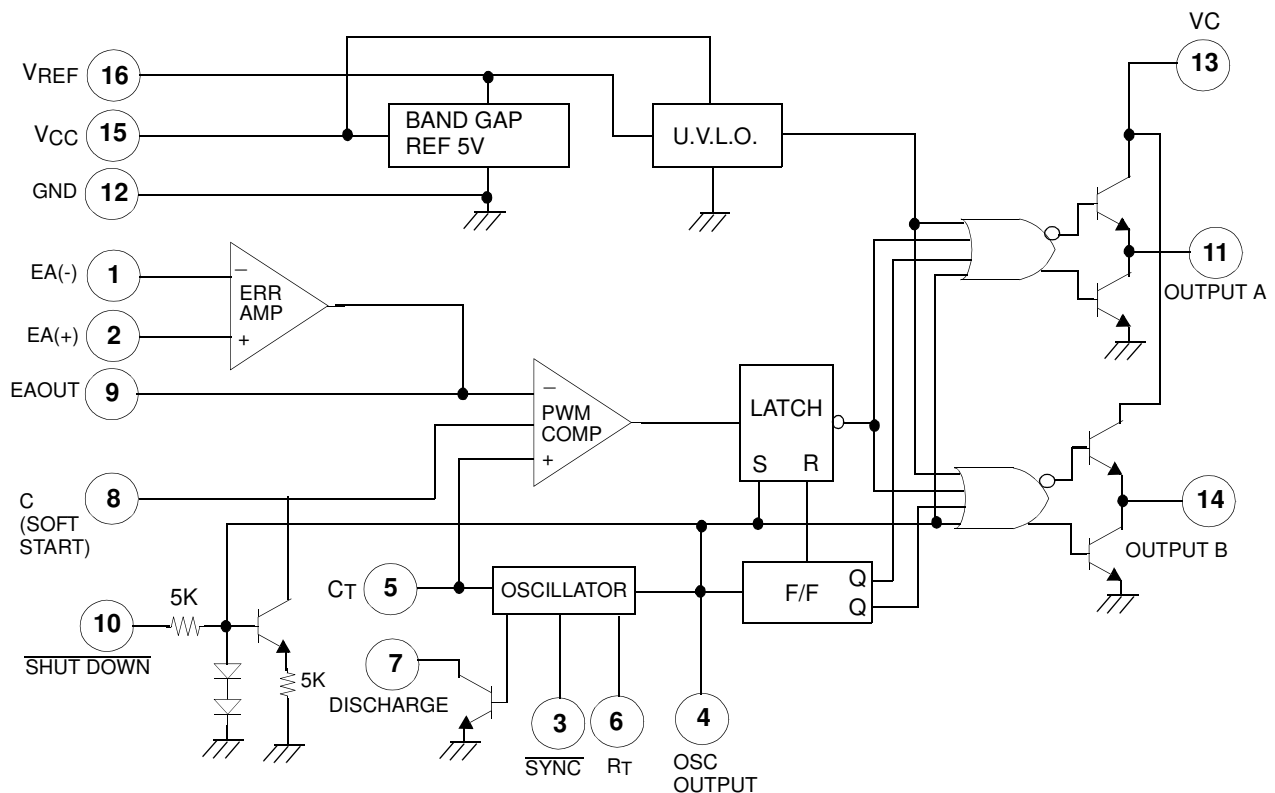 VC
13
VREF 16
VCC 15
GND 12
BAND GAP
REF 5V
U.V.L.O.
EA(-) 1
EA(+) 2
EAOUT 9
−
ERR
AMP
+
11
OUTPUT A
−
PWM
COMP
+
LATCH
S R
C
(SOFT
START)
8
14
OUTPUT B
CT 5
OSCILLATOR
F/F
Q
Q
5K
10
SHUT DOWN
5K
7
DISCHARGE
3
SYNC
6
RT
4
OSC
OUTPUT